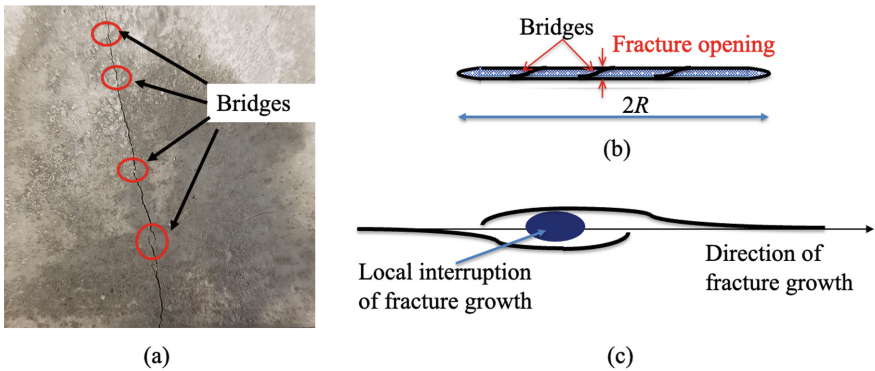 Bridges
(a)
Bridges
Fracture opening
2R
(b)
Local interruption
of fracture growth
Direction of
fracture growth
(c)